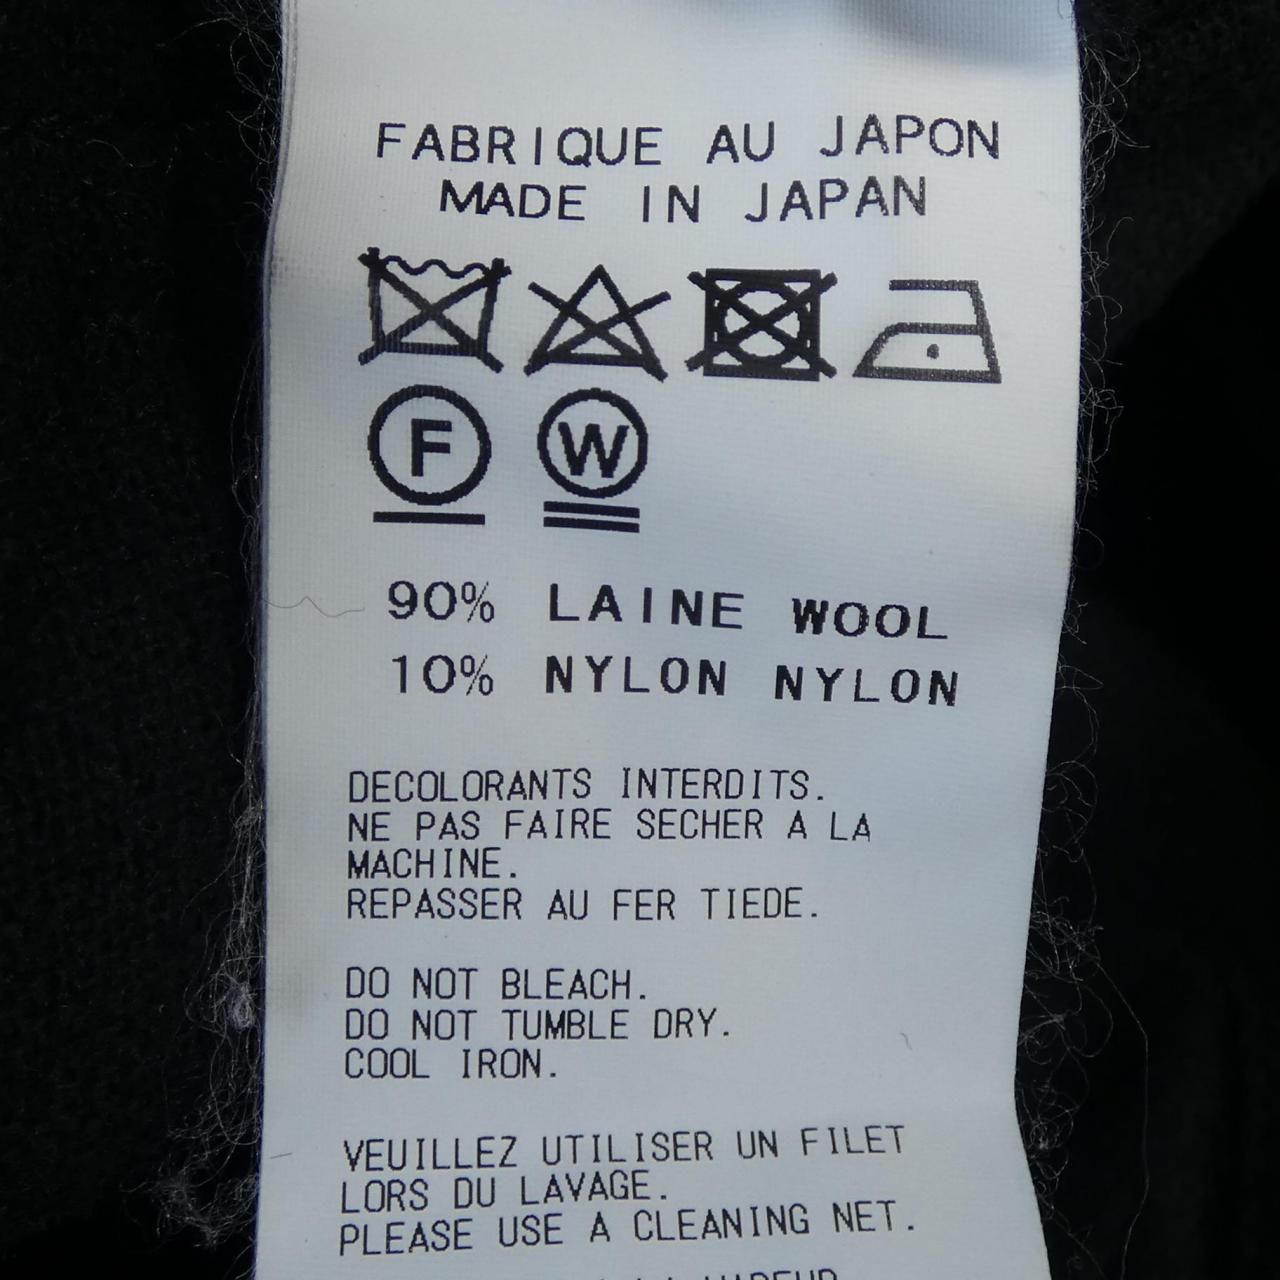 FABRIQUE AU JAPON
MADE IN JAPAN
F W
90% LAINE WOOL
10% NYLON NYLON
DECOLORANTS INTERDITS.
NE PAS FAIRE SECHER A LA
MACHINE.
REPASSER AU FER TIEDE.
DO NOT BLEACH.
DO NOT TUMBLE DRY.
COOL IRON.
VEUILLEZ UTILISER UN FILET
LORS DU LAVAGE.
PLEASE USE A CLEANING NET.